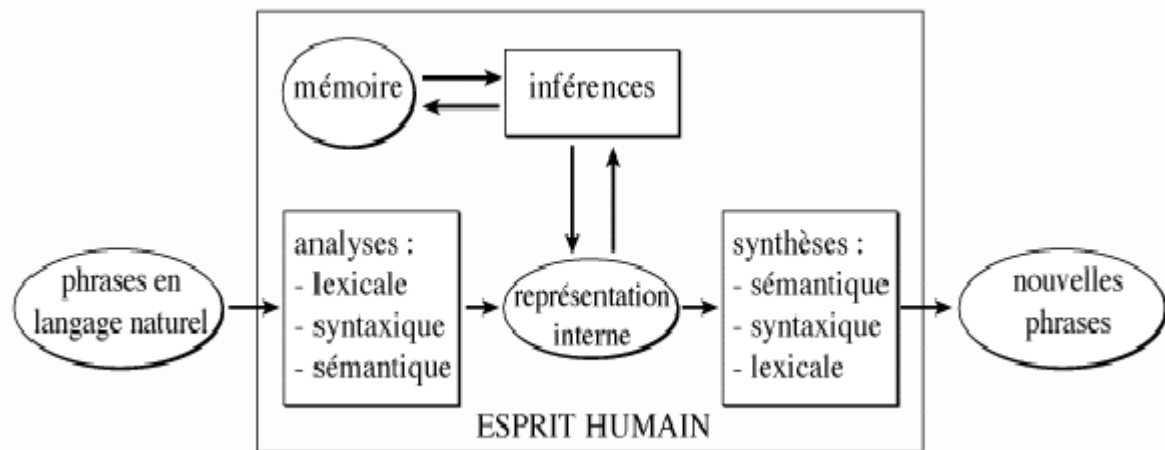 mémoire
inférences
phrases en
langage naturel
analyses :
- lexicale
- syntaxique
- sémantique
représentation
interne
synthèses :
- sémantique
- syntaxique
- lexicale
nouvelles
phrases
ESPRIT HUMAIN